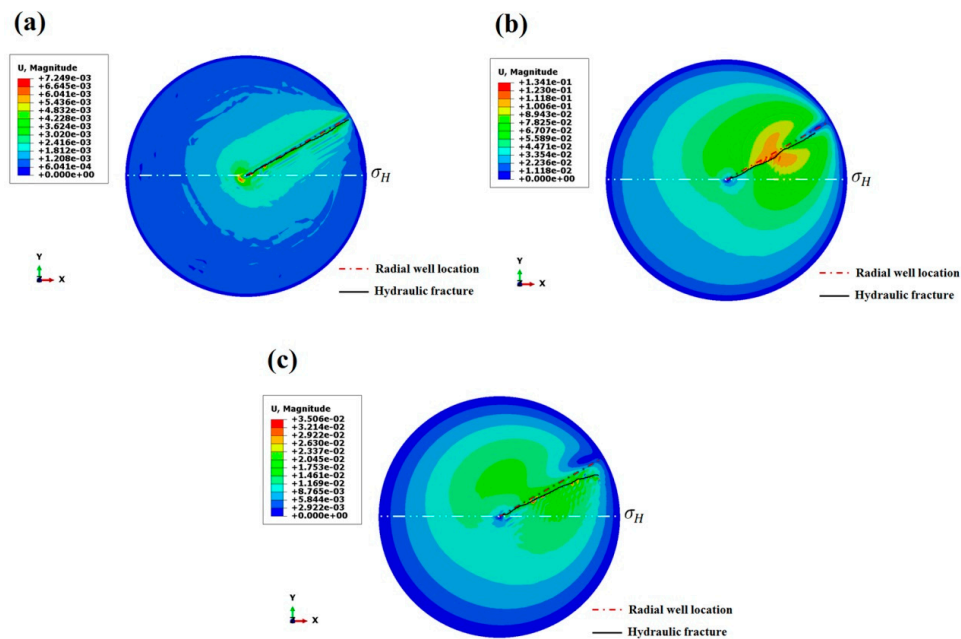 (a)
U, Magnitude
+7.249e-03
+6.645e-03
+6.041e-03
+5.436e-03
+4.832e-03
+4.228e-03
+3.624e-03
+3.020e-03
+2.416e-03
+1.812e-03
+1.208e-03
+6.041e-04
+0.000e+00
σH
Y
Z
X
Radial well location
Hydraulic fracture
(b)
U, Magnitude
+1.341e-01
+1.230e-01
+1.118e-01
+1.006e-01
+8.943e-02
+7.825e-02
+6.707e-02
+5.589e-02
+4.471e-02
+3.354e-02
+2.236e-02
+1.118e-02
+0.000e+00
σH
Y
Z
X
Radial well location
Hydraulic fracture
(c)
U, Magnitude
+3.506e-02
+3.214e-02
+2.922e-02
+2.630e-02
+2.337e-02
+2.045e-02
+1.753e-02
+1.461e-02
+1.169e-02
+8.765e-03
+5.844e-03
+2.922e-03
+0.000e+00
σH
Y
Z
X
Radial well location
Hydraulic fracture